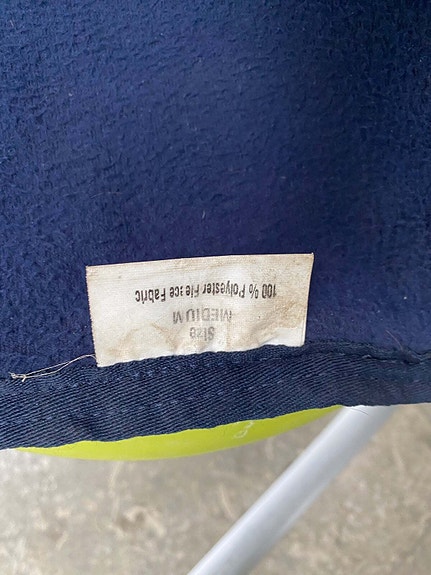 Size
MEDIUM
100 % Polyester Fleece Fabric